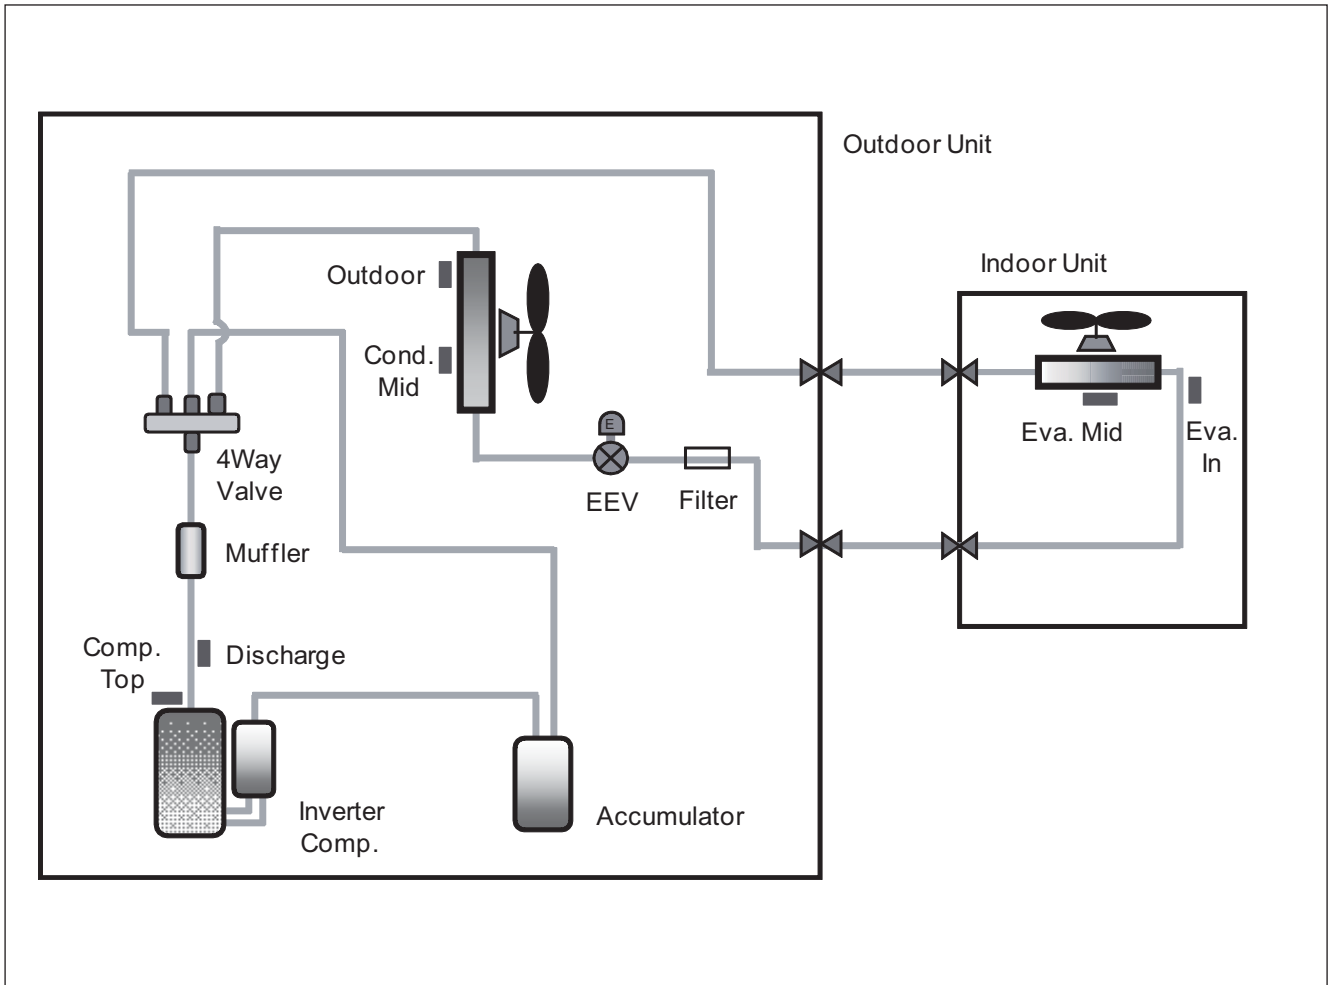 Outdoor Unit
Indoor Unit
Outdoor
Cond.
Mid
E
Eva. Mid
Eva.
In
4Way
Valve
EEV
Filter
Muffler
Comp.
Top
Discharge
Inverter
Comp.
Accumulator